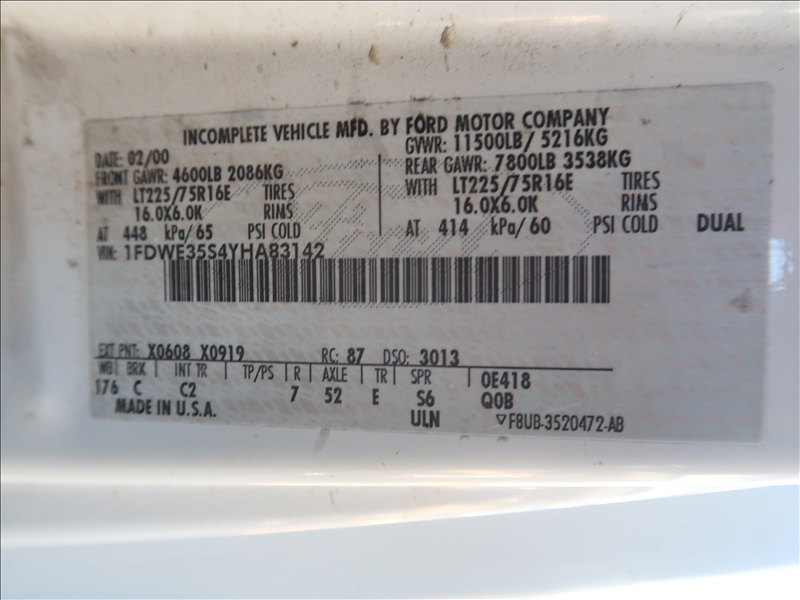 INCOMPLETE VEHICLE MFD. BY FORD MOTOR COMPANY
DATE: 02/00 GVWR: 11500LB/ 5216KG
FRONT GAWR: 4600LB 2086KG REAR GAWR: 7800LB 3538KG
WITH LT225/75R16E TIRES WITH LT225/75R16E TIRES
16.0X6.0K RIMS 16.0X6.0K RIMS
AT 448 kPa/65 PSI COLD AT 414 kPa/60 PSI COLD DUAL
VIN: 1FDWE35S4YHA83142
EXT PNT: X0608 X0919 RC: 87 DSO: 3013
WB BRK INT TR TP/PS R AXLE TR SPR 0E418
176 C C2 7 52 E S6 Q0B
MADE IN U.S.A. ULN ▽F8UB-3520472-AB